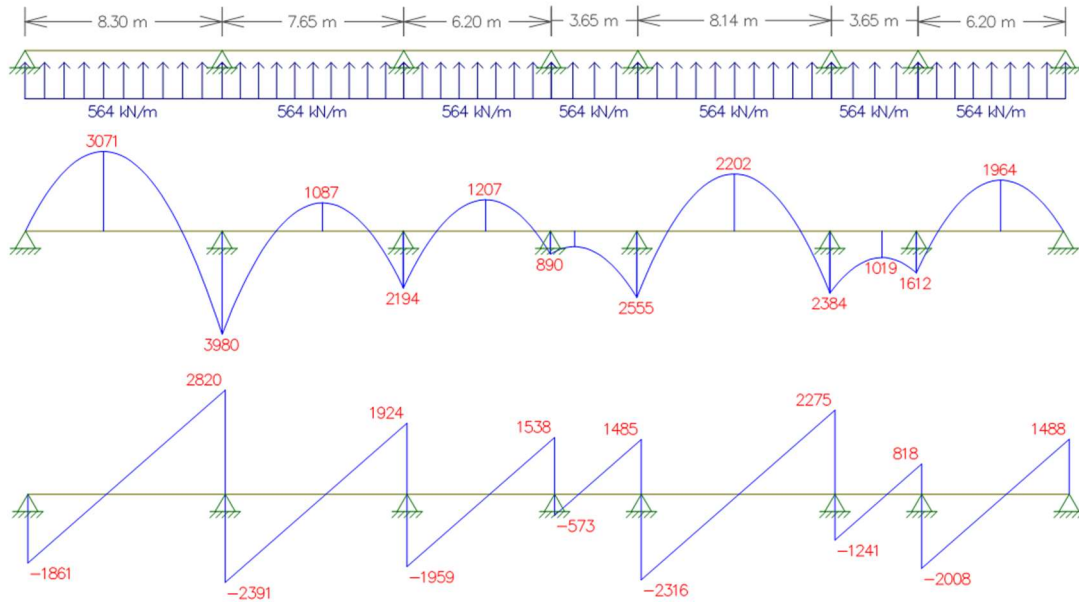 8.30 m 7.65 m 6.20 m 3.65 m 8.14 m 3.65 m 6.20 m
564 kN/m 564 kN/m 564 kN/m 564 kN/m 564 kN/m 564 kN/m 564 kN/m
3071 1087 1207 2202 1964
3980 2194 890 2555 2384 1019 1612
2820 1924 1538 1485 2275 818 1488
-1861 -2391 -1959 -573 -2316 -1241 -2008